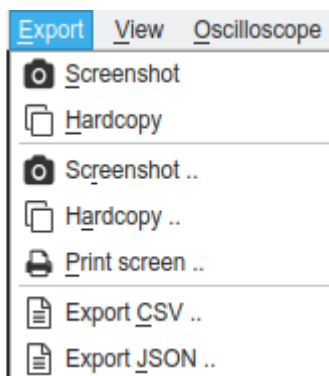 Export View Oscilloscope
Screenshot
Hardcopy
Screenshot ..
Hardcopy ..
Print screen ..
Export CSV ..
Export JSON ..